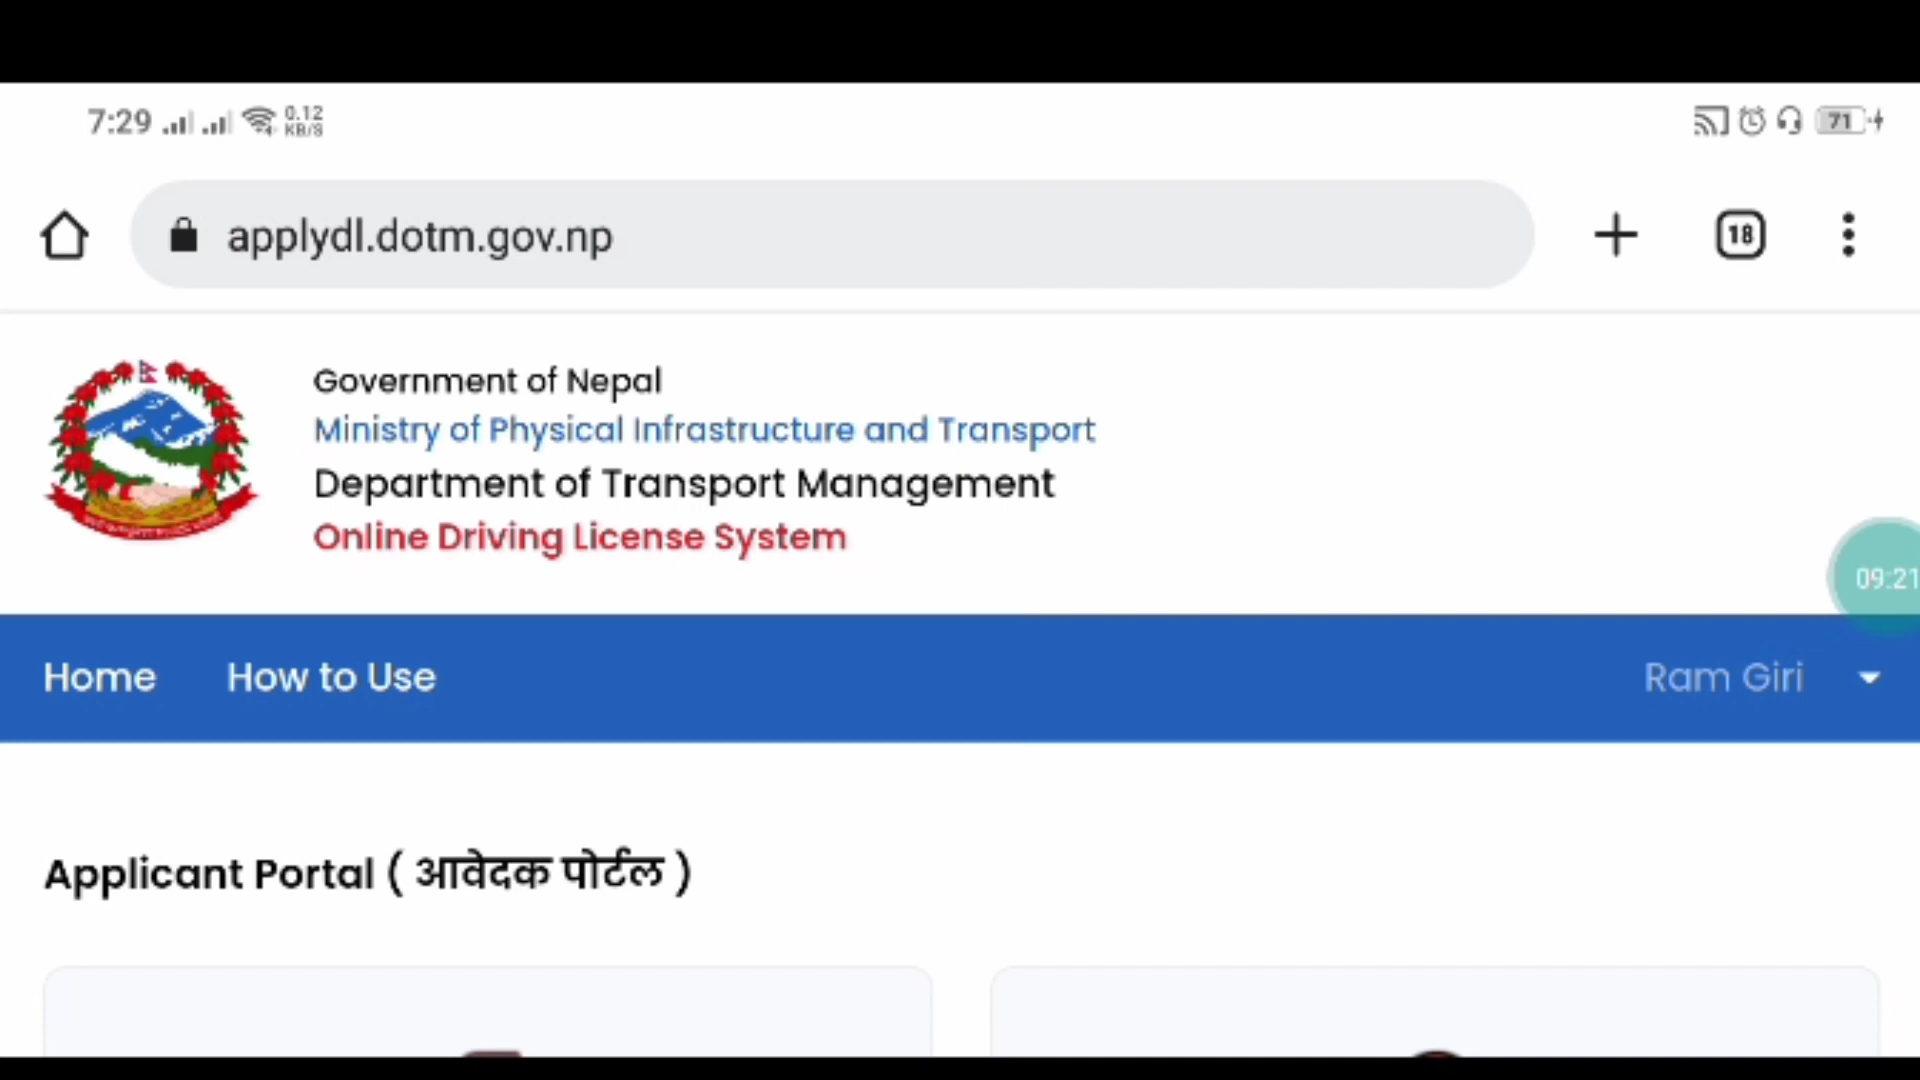 7:29 0.12 KB/S 71
applydl.dotm.gov.np 18
Government of Nepal
Ministry of Physical Infrastructure and Transport
Department of Transport Management
Online Driving License System
09:21
Home How to Use Ram Giri
Applicant Portal ( आवेदक पोर्टल )